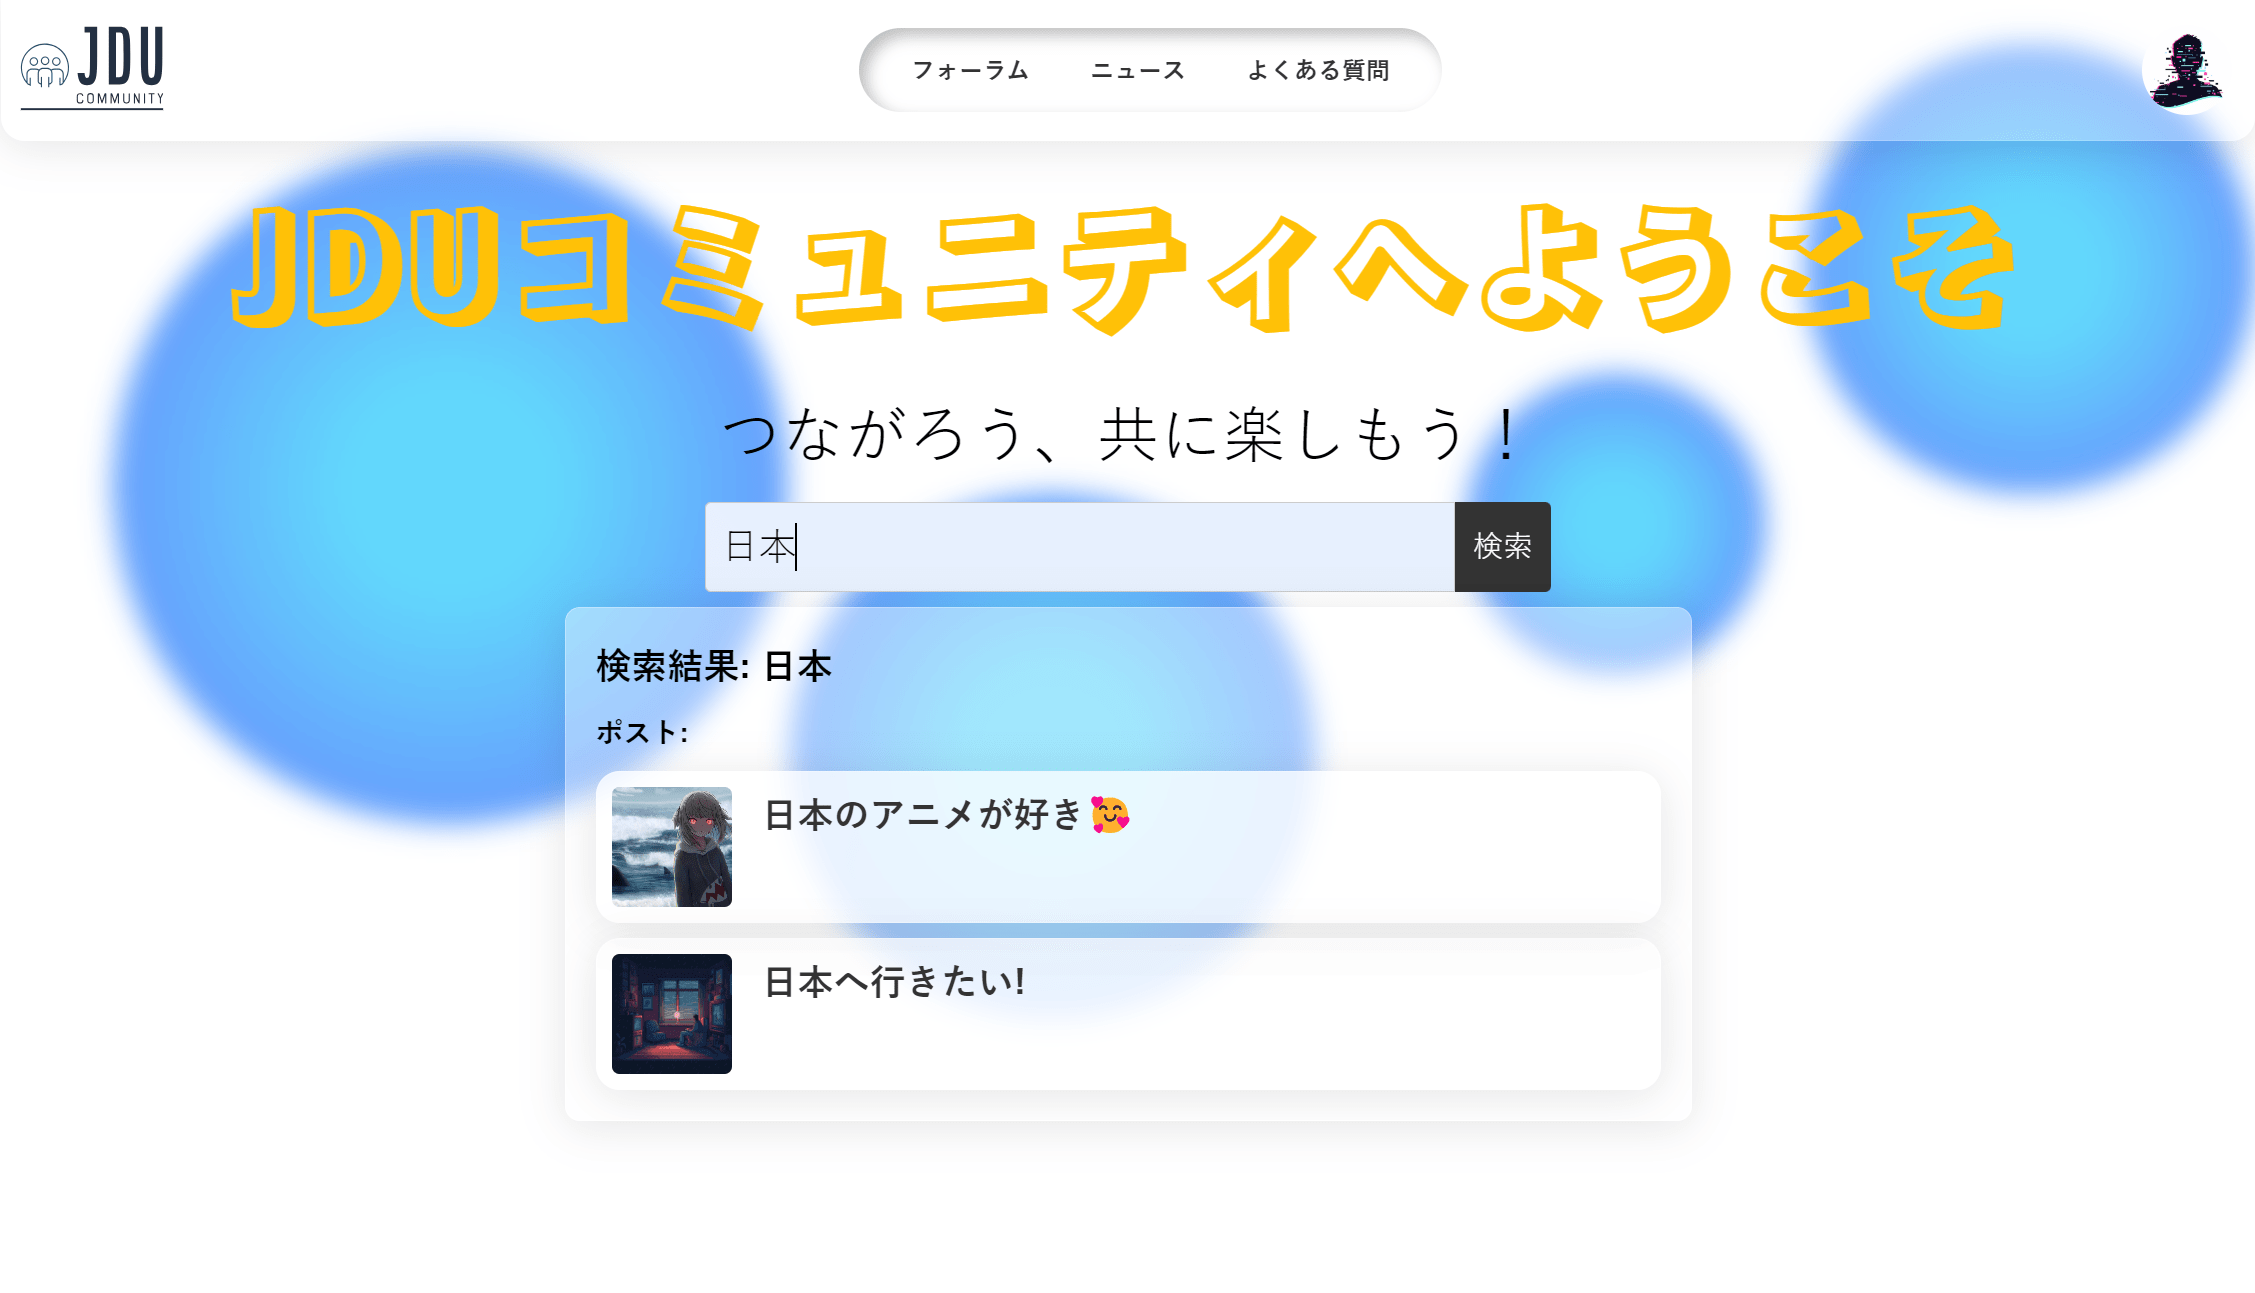 JDU
COMMUNITY
フォーラム ニュース よくある質問
JDUコミュニティへようこそ
つながろう、共に楽しもう！
日本 検索
検索結果: 日本
ポスト:
日本のアニメが好き🥰
日本へ行きたい!